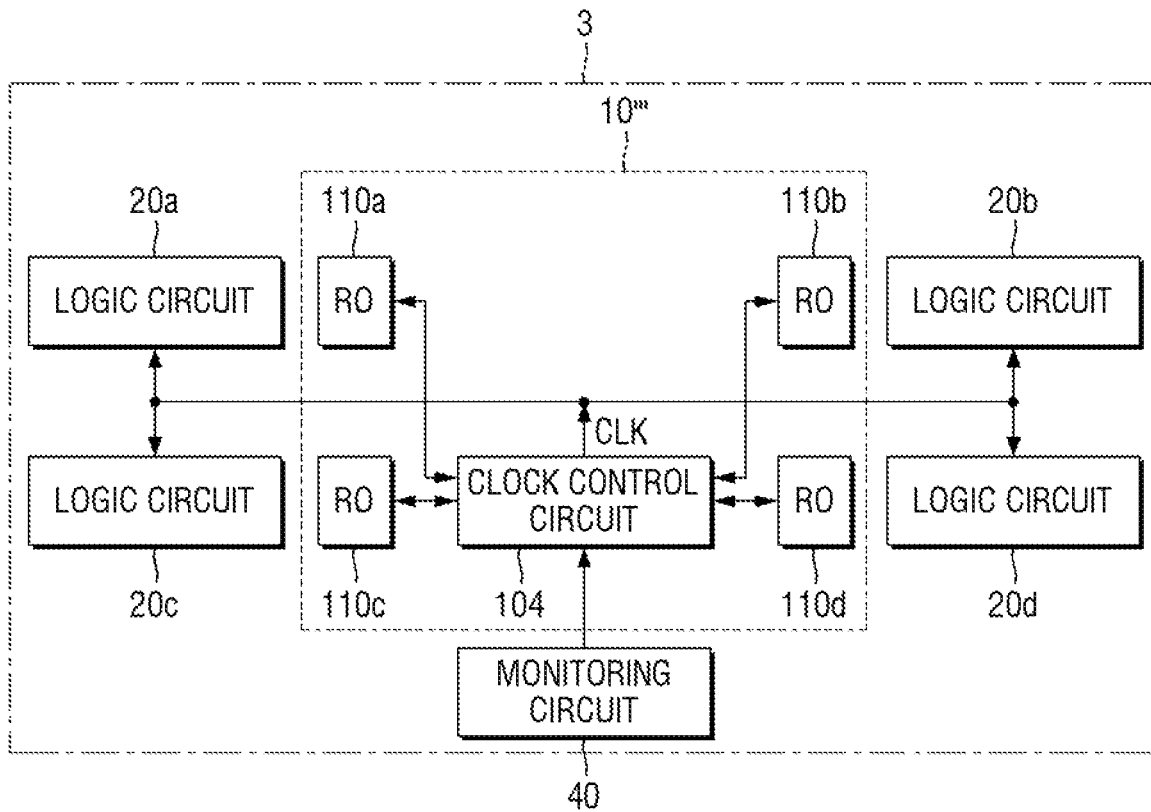 3
10'''
20a 110a 110b 20b
LOGIC CIRCUIT RO RO LOGIC CIRCUIT
CLK
LOGIC CIRCUIT RO CLOCK CONTROL CIRCUIT RO LOGIC CIRCUIT
20c 110c 104 110d 20d
MONITORING
CIRCUIT
40